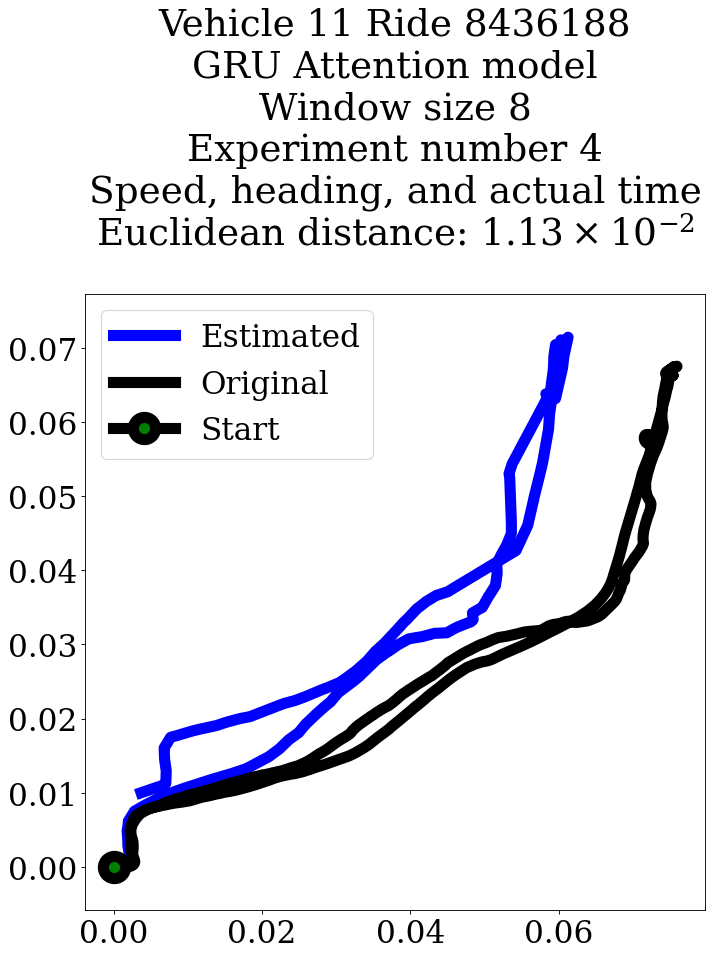 Vehicle 11 Ride 8436188
GRU Attention model
Window size 8
Experiment number 4
Speed, heading, and actual time
Euclidean distance: 1.13 × 10⁻²
Estimated
Original
Start
0.07
0.06
0.05
0.04
0.03
0.02
0.01
0.00
0.00 0.02 0.04 0.06